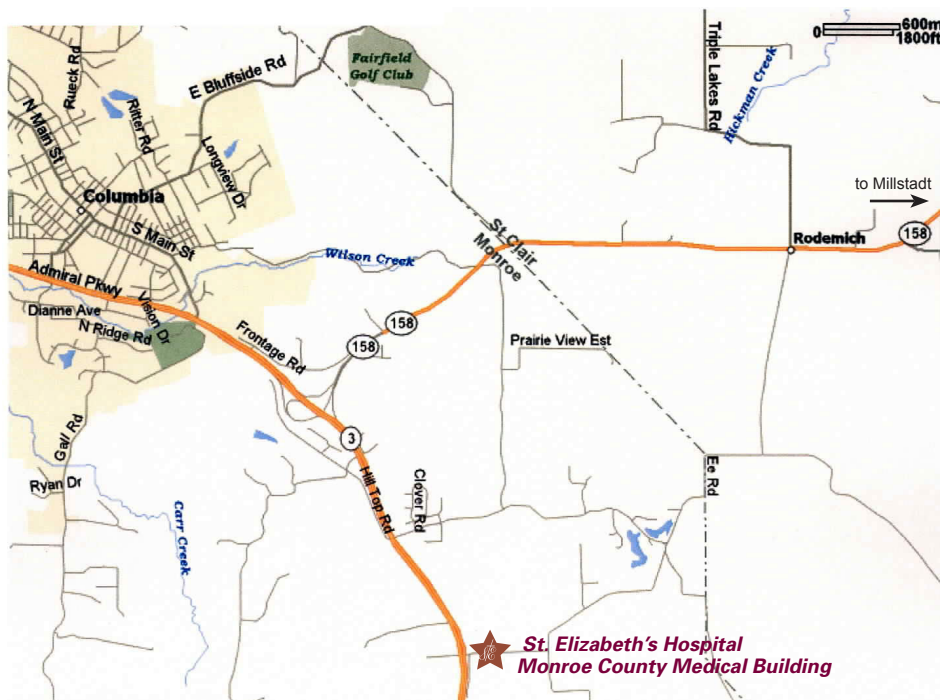 600m
0
1800ft
Rueck Rd
E Bluffside Rd
Fairfield
Golf Club
Triple Lakes Rd
Hickman Creek
N Main St
Ritter Rd
Longview Dr
Columbia
to Millstadt
S Main St
St Clair
Monroe
158
Rodemich
Wilson Creek
Admiral Pkwy
Vision Dr
Dianne Ave
N Ridge Rd
Frontage Rd
158
158
Prairie View Est
Gall Rd
3
Ryan Dr
Hill Top Rd
Clover Rd
Ee Rd
Carr Creek
St. Elizabeth's Hospital
Monroe County Medical Building